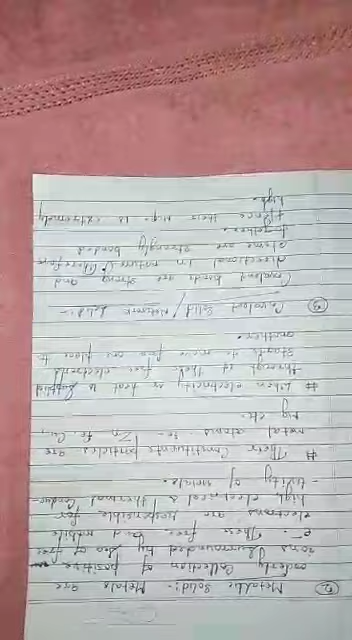 ② Metallic Solid:- Metals are
orderly Collection of positive
ions surrounded by sea of free
e-. These free and mobile
electrons are responsible for
high electrical & thermal Conduc-
-tivity of metals.
# Their Constituents particles are
metal atoms i.e. Zn, Fe, Cu,
Mg etc.
# When electricity or heat is supplied
through it the free electrons
starts to move from one place to
another.
③ Covalent Solid / Network Solid:-
Covalent bonds are strong and
directional in nature. Therefore
atoms are strongly bonded
together.
Hence their m.p. is extremely
high.